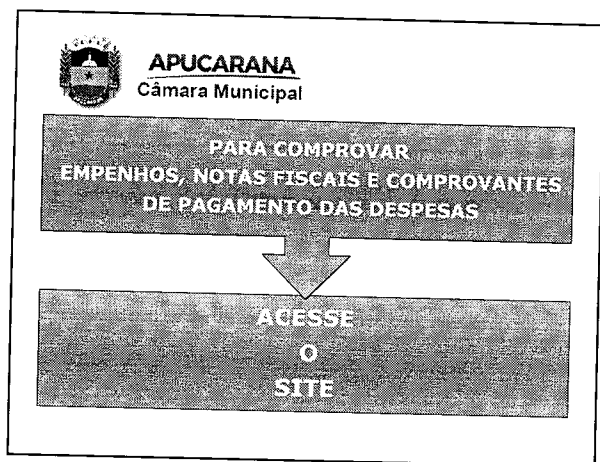 APUCARANA
Câmara Municipal
PARA COMPROVAR
EMPENHOS, NOTAS FISCAIS E COMPROVANTES
DE PAGAMENTO DAS DESPESAS
ACESSE
O
SITE